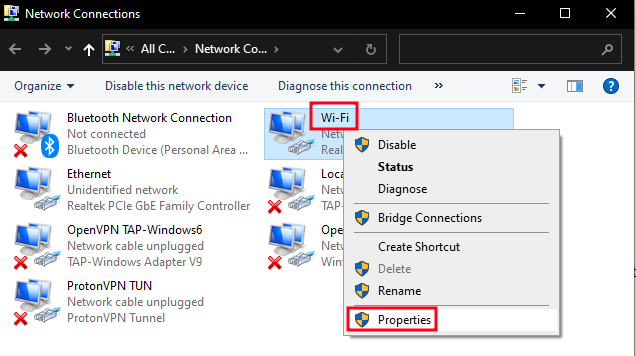 Network Connections
« All C... › Network Co... ›
Organize Disable this network device Diagnose this connection »
Bluetooth Network Connection
Not connected
Bluetooth Device (Personal Area ...
Wi-Fi
Netw
Real
Ethernet
Unidentified network
Realtek PCIe GbE Family Controller
Loca
OpenVPN TAP-Windows6
Network cable unplugged
TAP-Windows Adapter V9
Ope
Netw
Wint
ProtonVPN TUN
Network cable unplugged
ProtonVPN Tunnel
Disable
Status
Diagnose
Bridge Connections
Create Shortcut
Delete
Rename
Properties